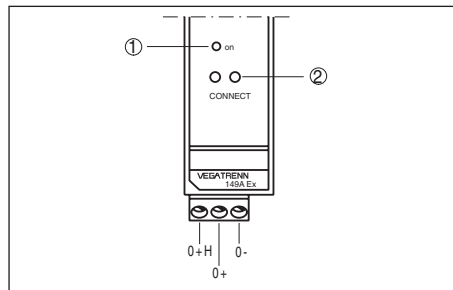 ① on
②
CONNECT
VEGATRENN
149A Ex
0+H 0-
0+